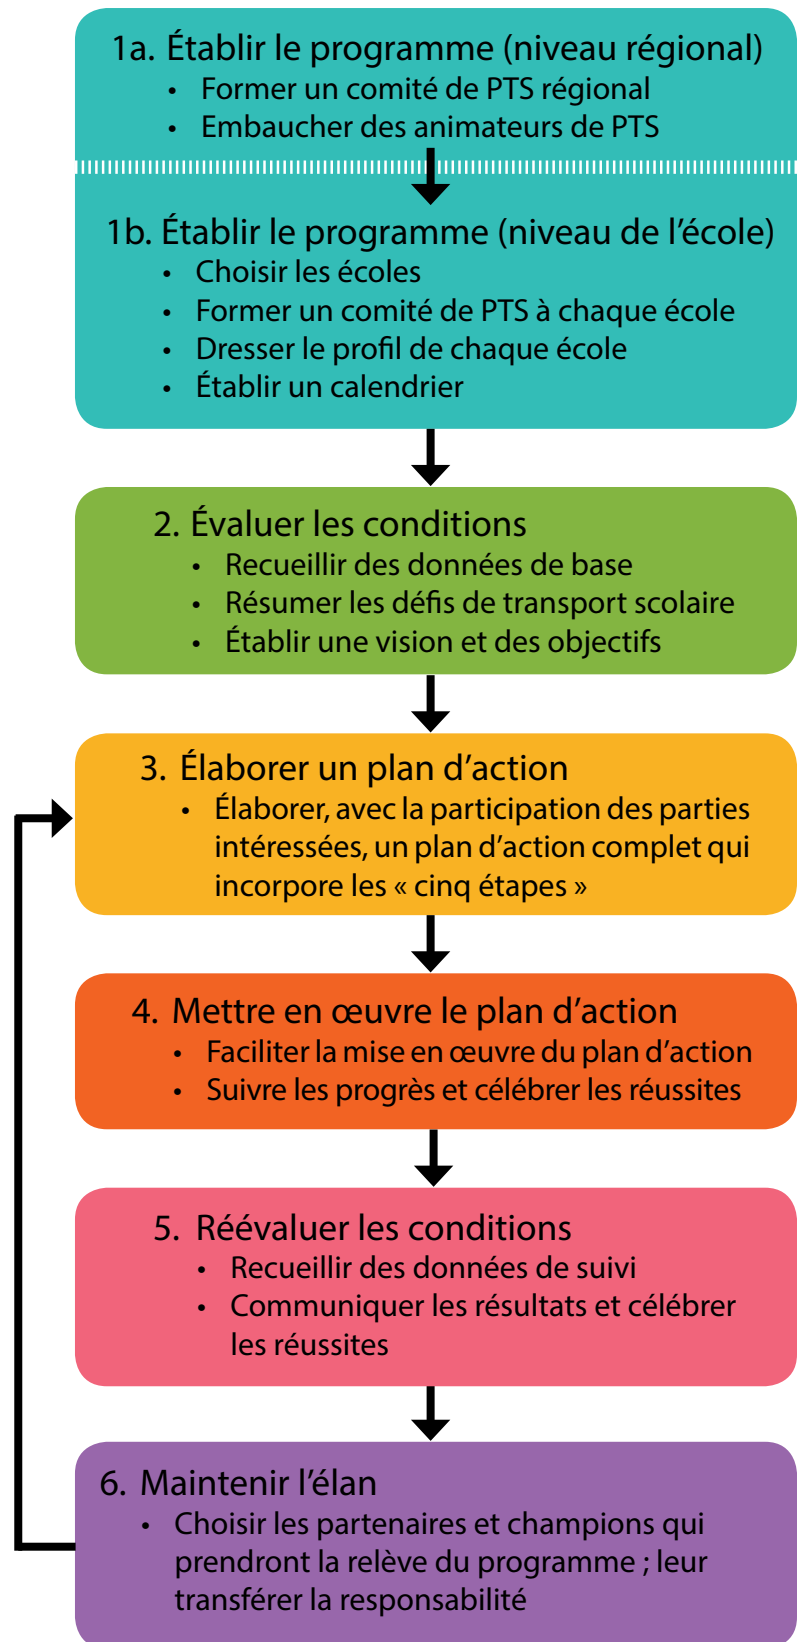 1a. Établir le programme (niveau régional)
• Former un comité de PTS régional
• Embaucher des animateurs de PTS
1b. Établir le programme (niveau de l’école)
• Choisir les écoles
• Former un comité de PTS à chaque école
• Dresser le profil de chaque école
• Établir un calendrier
2. Évaluer les conditions
• Recueillir des données de base
• Résumer les défis de transport scolaire
• Établir une vision et des objectifs
3. Élaborer un plan d’action
• Élaborer, avec la participation des parties
intéressées, un plan d’action complet qui
incorpore les « cinq étapes »
4. Mettre en œuvre le plan d’action
• Faciliter la mise en œuvre du plan d’action
• Suivre les progrès et célébrer les réussites
5. Réévaluer les conditions
• Recueillir des données de suivi
• Communiquer les résultats et célébrer
les réussites
6. Maintenir l’élan
• Choisir les partenaires et champions qui
prendront la relève du programme ; leur
transférer la responsabilité